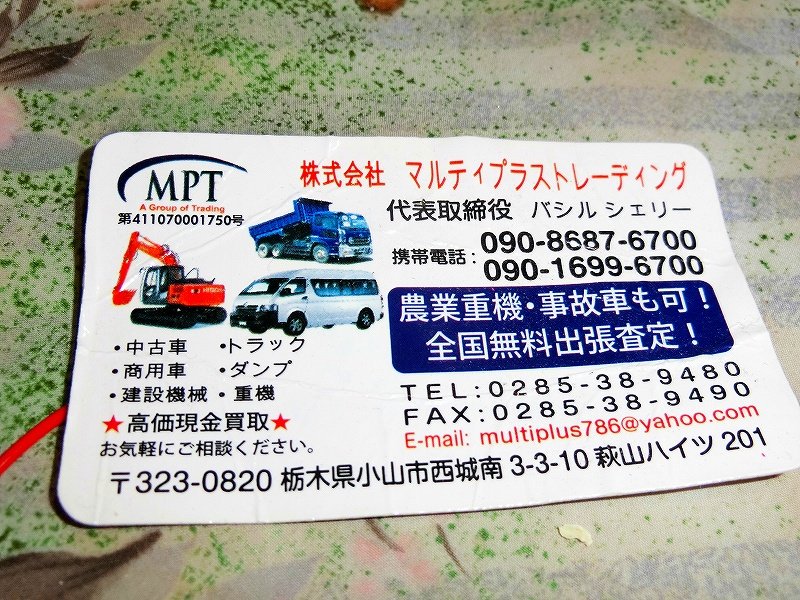 MPT
A Group of Trading
第411070001750号
株式会社 マルティプラストレーディング
代表取締役 バシル シェリー
携帯電話: 090-8687-6700
090-1699-6700
農業重機・事故車も可!
全国無料出張査定!
・中古車 ・トラック
・商用車 ・ダンプ
・建設機械 ・重機
★高価現金買取★
お気軽にご相談ください。
TEL:0285-38-9480
FAX:0285-38-9490
E-mail: multiplus786@yahoo.com
〒323-0820 栃木県小山市西城南 3-3-10 萩山ハイツ 201